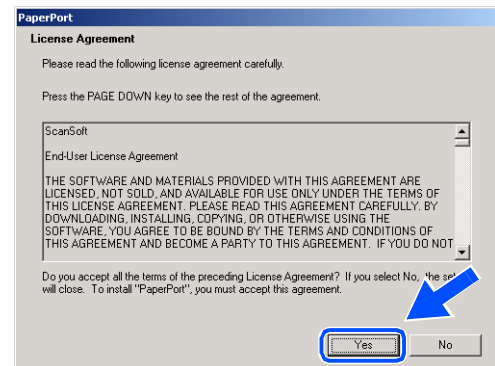 PaperPort
License Agreement
Please read the following license agreement carefully.
Press the PAGE DOWN key to see the rest of the agreement.
ScanSoft
End-User License Agreement
THE SOFTWARE AND MATERIALS PROVIDED WITH THIS AGREEMENT ARE
LICENSED, NOT SOLD, AND AVAILABLE FOR USE ONLY UNDER THE TERMS OF
THIS LICENSE AGREEMENT. PLEASE READ THIS AGREEMENT CAREFULLY. BY
DOWNLOADING, INSTALLING, COPYING, OR OTHERWISE USING THE
SOFTWARE, YOU AGREE TO BE BOUND BY THE TERMS AND CONDITIONS OF
THIS AGREEMENT AND BECOME A PARTY TO THIS AGREEMENT. IF YOU DO NOT
Do you accept all the terms of the preceding License Agreement? If you select No, the
will close. To install "PaperPort", you must accept this agreement.
Yes
No